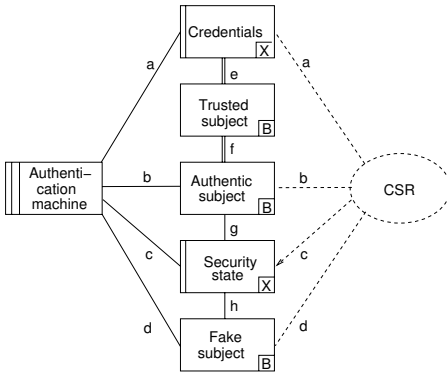 Credentials
X
a
a
e
Trusted
subject
B
f
Authenti−
cation
machine
b
Authentic
subject
B
b
CSR
g
c
Security
state
X
c
h
d
Fake
subject
B
d